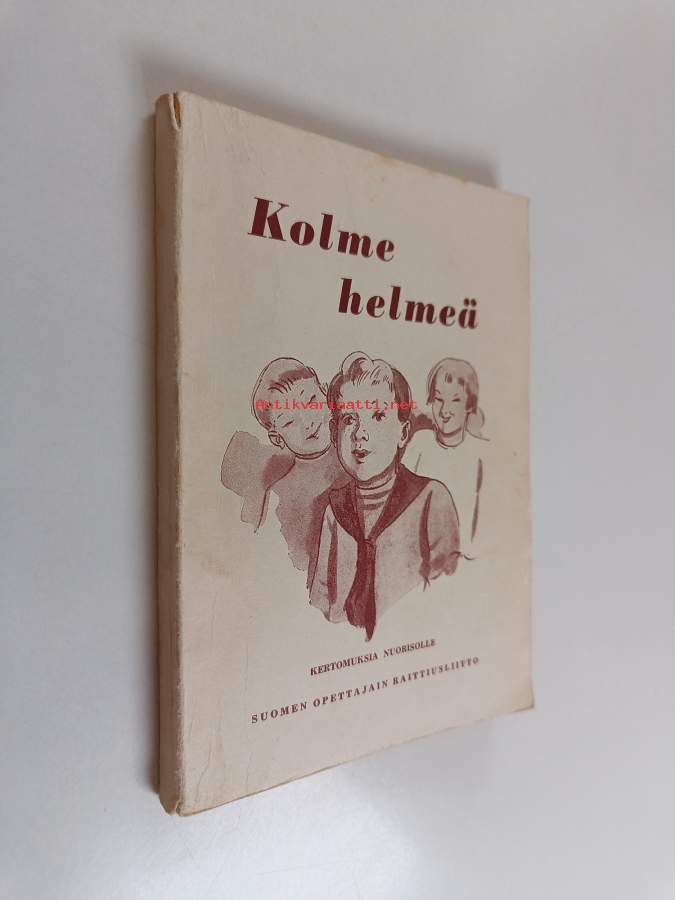 Kolme
helmeä
Antikvariaatti.net
KERTOMUKSIA NUORISOLLE
SUOMEN OPETTAJAIN RAITTIUSLIITTO